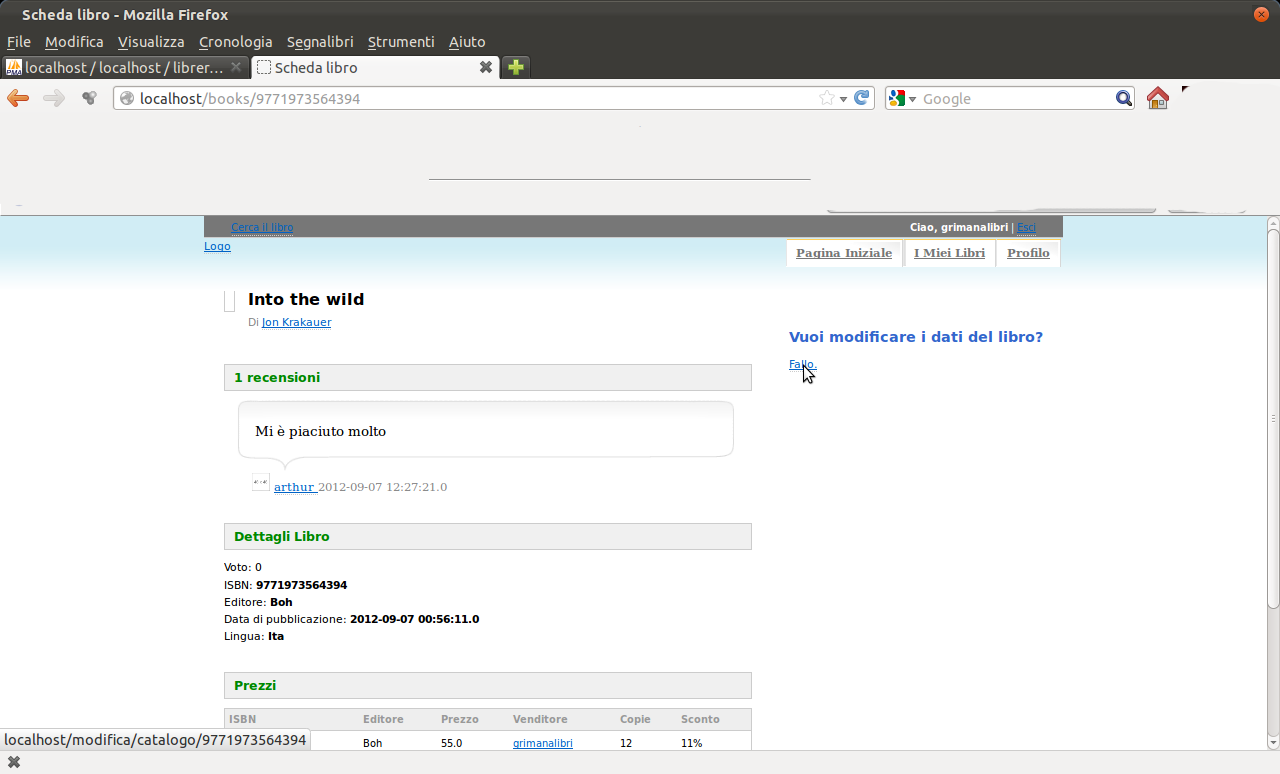 Scheda libro - Mozilla Firefox
File Modifica Visualizza Cronologia Segnalibri Strumenti Aiuto
localhost / localhost / librer... Scheda libro
localhost/books/9771973564394 Google
Cerca il libro Ciao, grimanalibri | Esci
Logo Pagina Iniziale I Miei Libri Profilo
Into the wild
Di Jon Krakauer
Vuoi modificare i dati del libro?
Fallo.
1 recensioni
Mi è piaciuto molto
arthur 2012-09-07 12:27:21.0
Dettagli Libro
Voto: 0
ISBN: 9771973564394
Editore: Boh
Data di pubblicazione: 2012-09-07 00:56:11.0
Lingua: Ita
Prezzi
ISBN Editore Prezzo Venditore Copie Sconto
Boh 55.0 grimanalibri 12 11%
localhost/modifica/catalogo/9771973564394